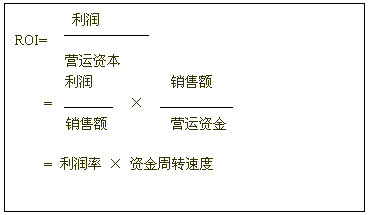 利润
ROI=
营运资本
利润 销售额
= ×
销售额 营运资金
= 利润率 × 资金周转速度